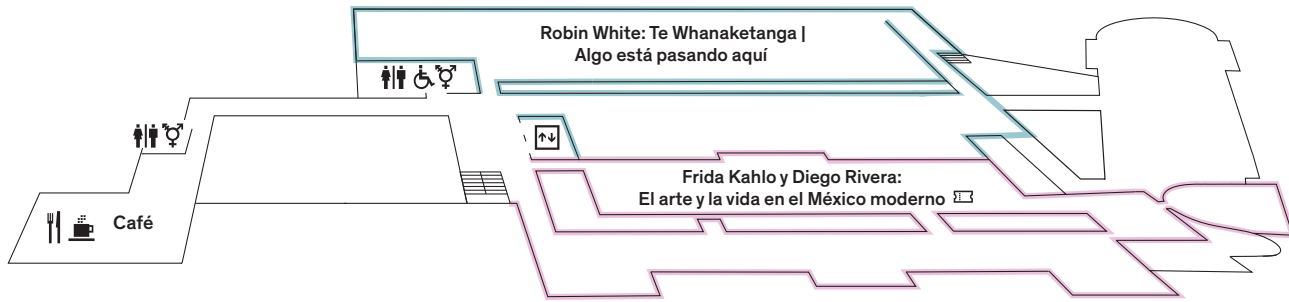 Robin White: Te Whanaketanga |
Algo está pasando aquí
Frida Kahlo y Diego Rivera:
El arte y la vida en el México moderno
Café